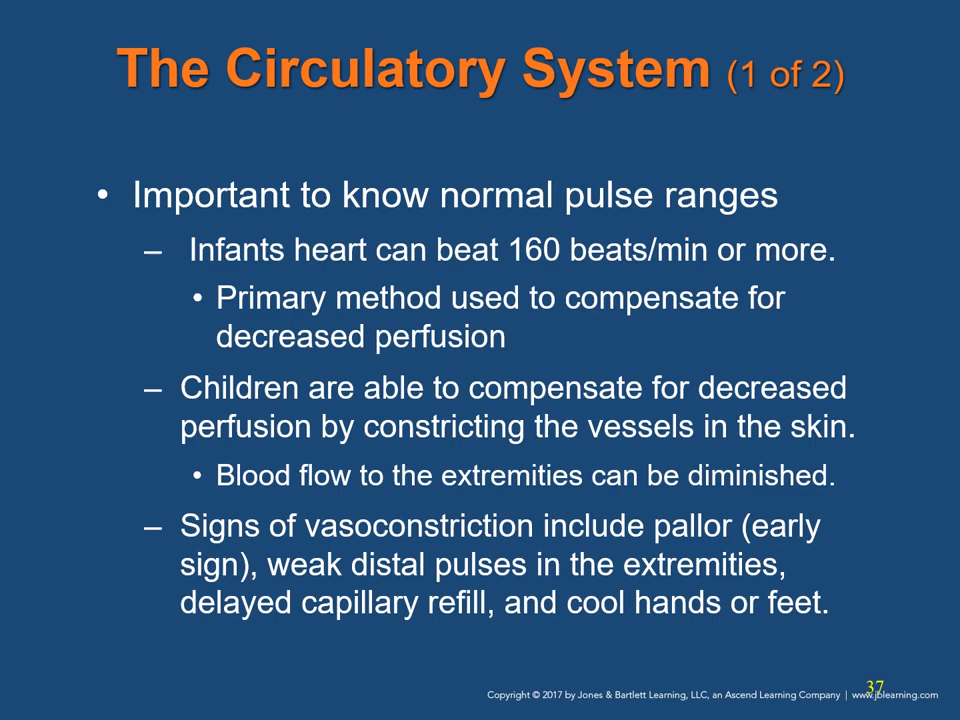 The Circulatory System (1 of 2)
• Important to know normal pulse ranges
– Infants heart can beat 160 beats/min or more.
• Primary method used to compensate for
decreased perfusion
– Children are able to compensate for decreased
perfusion by constricting the vessels in the skin.
• Blood flow to the extremities can be diminished.
– Signs of vasoconstriction include pallor (early
sign), weak distal pulses in the extremities,
delayed capillary refill, and cool hands or feet.
37
Copyright © 2017 by Jones & Bartlett Learning, LLC, an Ascend Learning Company | www.jblearning.com